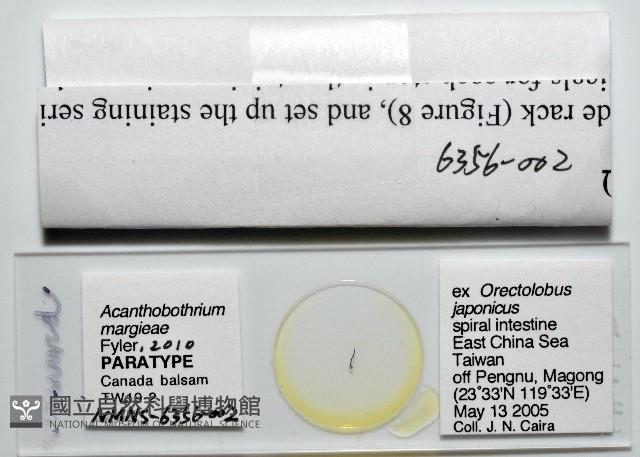 de rack (Figure 8), and set up the staining seri
6356-002
Acanthobothrium
margieae
Fyler, 2010
PARATYPE
Canada balsam
TW19-2
NMNS-6356-002
ex Orectolobus
japonicus
spiral intestine
East China Sea
Taiwan
off Pengnu, Magong
(23°33'N 119°33'E)
May 13 2005
Coll. J. N. Caira
國立自然科學博物館
NATIONAL MUSEUM OF NATURAL SCIENCE